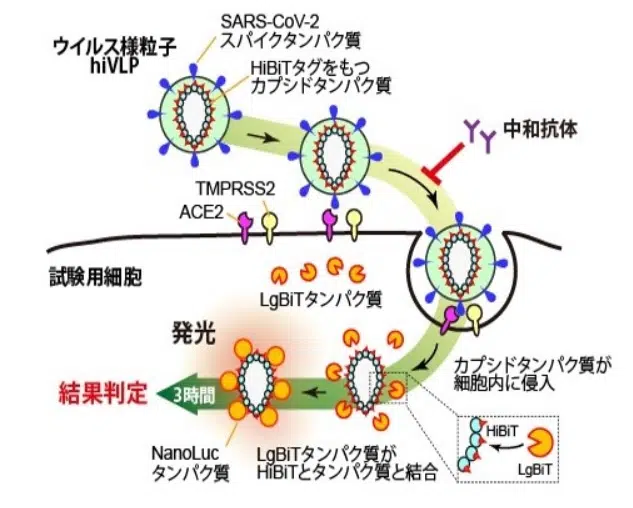 SARS-CoV-2
スパイクタンパク質
ウイルス様粒子
hiVLP
HiBiTタグをもつ
カプシドタンパク質
中和抗体
TMPRSS2
ACE2
試験用細胞
LgBiTタンパク質
発光
カプシドタンパク質が
細胞内に侵入
結果判定
3時間
NanoLuc
タンパク質
LgBiTタンパク質が
HiBiTとタンパク質と結合
HiBiT
LgBiT